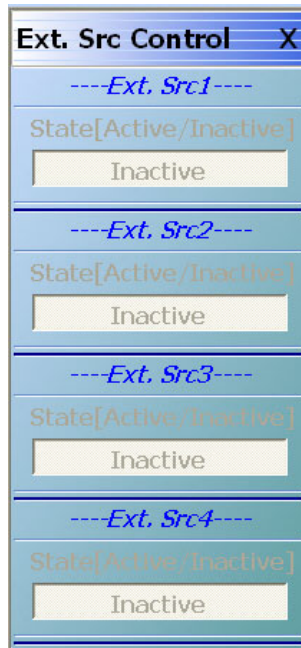 Ext. Src Control X
----Ext. Src1----
State[Active/Inactive]
Inactive
----Ext. Src2----
State[Active/Inactive]
Inactive
----Ext. Src3----
State[Active/Inactive]
Inactive
----Ext. Src4----
State[Active/Inactive]
Inactive